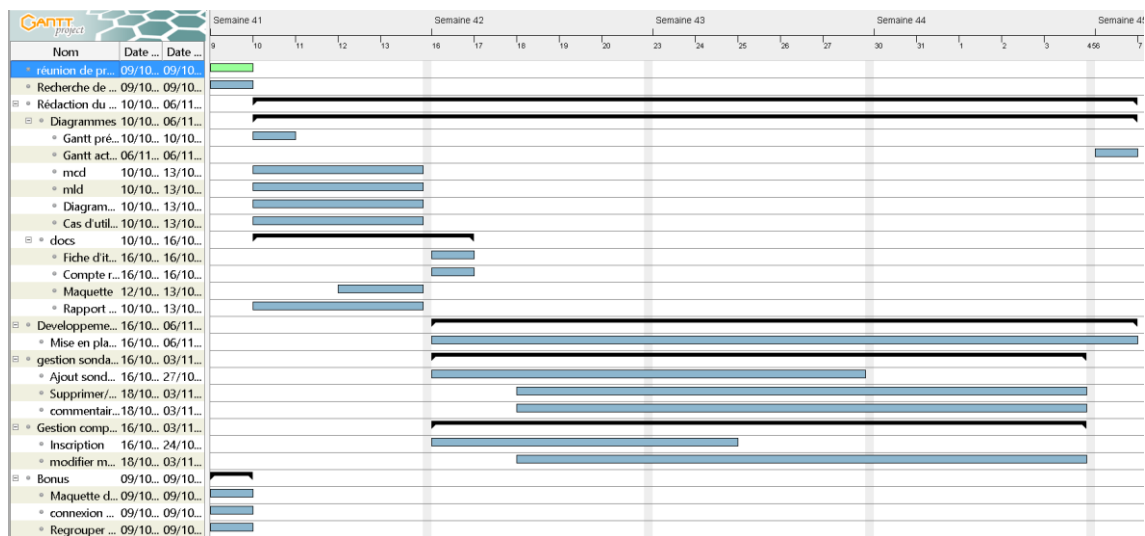 GANTT project
Semaine 41 Semaine 42 Semaine 43 Semaine 44 Semaine 45
Nom Date ... Date ...
9 10 11 12 13 16 17 18 19 20 23 24 25 26 27 30 31 1 2 3 4 5 6 7
réunion de pr... 09/10... 09/10...
Recherche de ... 09/10... 09/10...
Rédaction du ... 10/10... 06/11...
Diagrammes 10/10... 06/11...
Gantt pré... 10/10... 10/10...
Gantt act... 06/11... 06/11...
mcd 10/10... 13/10...
mld 10/10... 13/10...
Diagram... 10/10... 13/10...
Cas d'util... 10/10... 13/10...
docs 10/10... 16/10...
Fiche d'it... 16/10... 16/10...
Compte r... 16/10... 16/10...
Maquette 12/10... 13/10...
Rapport ... 10/10... 13/10...
Developpeme... 16/10... 06/11...
Mise en pla... 16/10... 06/11...
gestion sonda... 16/10... 03/11...
Ajout sond... 16/10... 27/10...
Supprimer/... 18/10... 03/11...
commentair... 18/10... 03/11...
Gestion comp... 16/10... 03/11...
Inscription 16/10... 24/10...
modifier m... 18/10... 03/11...
Bonus 09/10... 09/10...
Maquette d... 09/10... 09/10...
connexion ... 09/10... 09/10...
Regrouper ... 09/10... 09/10...